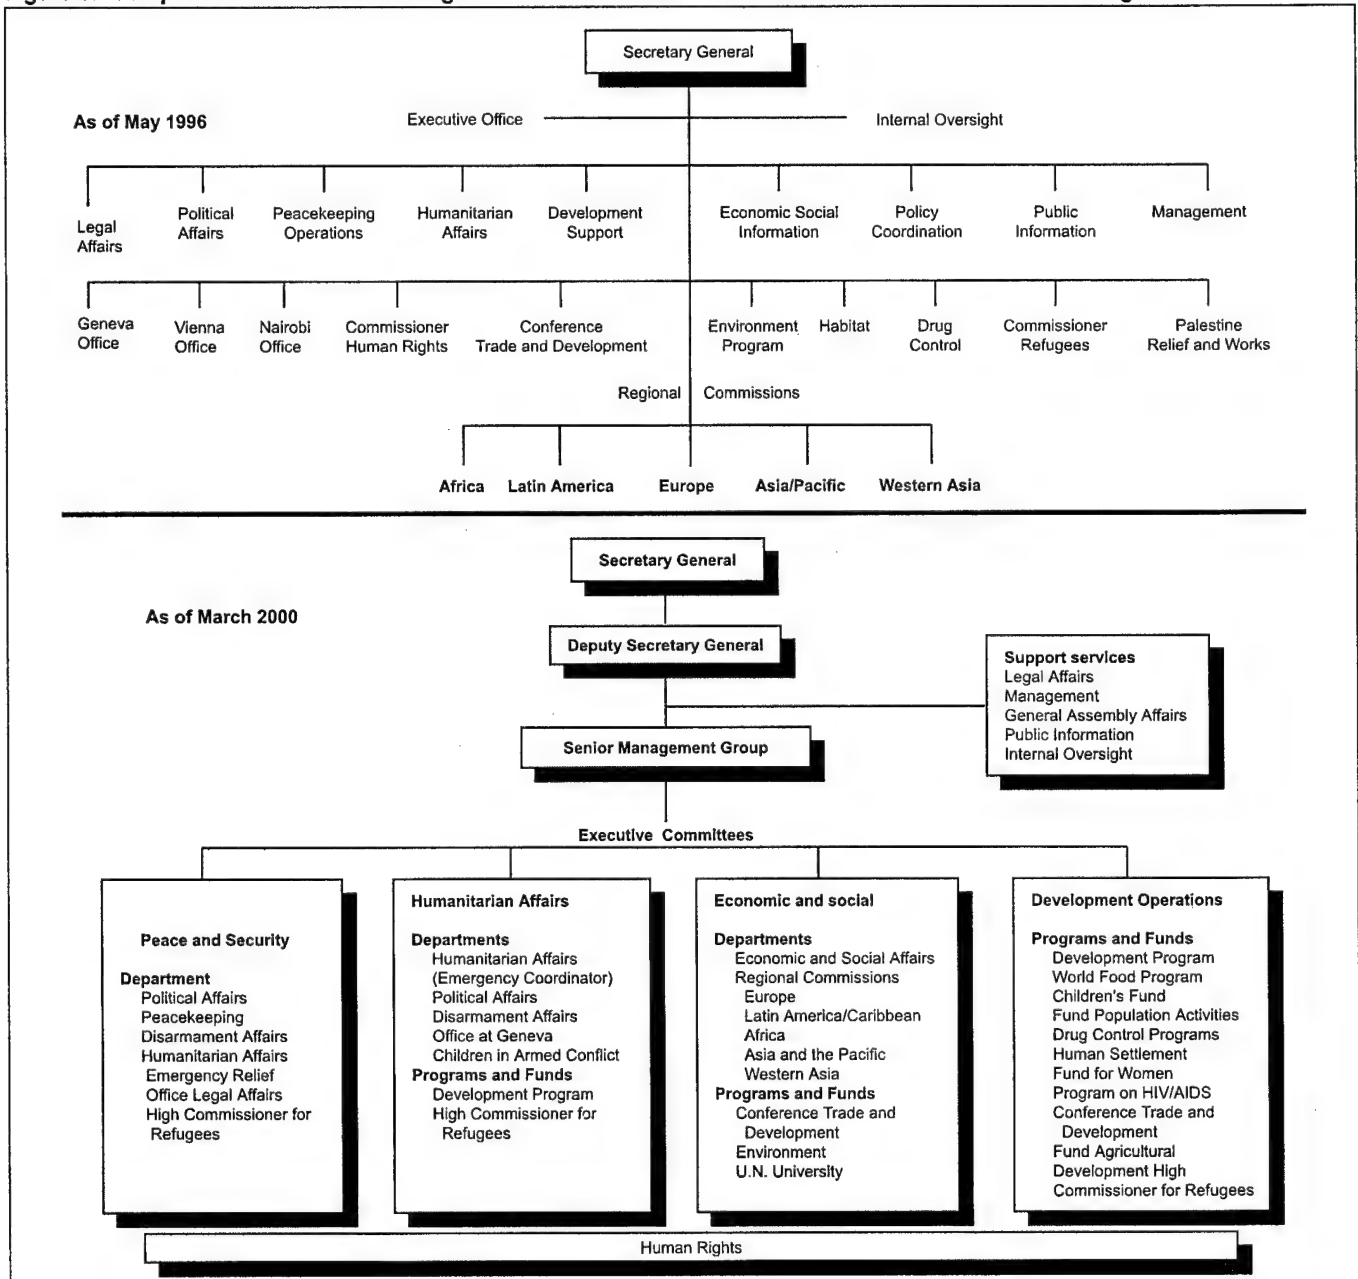 Secretary General
As of May 1996
Executive Office
Internal Oversight
Legal
Affairs
Political
Affairs
Peacekeeping
Operations
Humanitarian
Affairs
Development
Support
Economic Social
Information
Policy
Coordination
Public
Information
Management
Geneva
Office
Vienna
Office
Nairobi
Office
Commissioner
Human Rights
Conference
Trade and Development
Environment
Program
Habitat
Drug
Control
Commissioner
Refugees
Palestine
Relief and Works
Regional Commissions
Africa
Latin America
Europe
Asia/Pacific
Western Asia
Secretary General
As of March 2000
Deputy Secretary General
Support services
Legal Affairs
Management
General Assembly Affairs
Public Information
Internal Oversight
Senior Management Group
Executive Committees
Peace and Security
Department
Political Affairs
Peacekeeping
Disarmament Affairs
Humanitarian Affairs
Emergency Relief
Office Legal Affairs
High Commissioner for
Refugees
Humanitarian Affairs
Departments
Humanitarian Affairs
(Emergency Coordinator)
Political Affairs
Disarmament Affairs
Office at Geneva
Children in Armed Conflict
Programs and Funds
Development Program
High Commissioner for
Refugees
Economic and social
Departments
Economic and Social Affairs
Regional Commissions
Europe
Latin America/Caribbean
Africa
Asia and the Pacific
Western Asia
Programs and Funds
Conference Trade and
Development
Environment
U.N. University
Development Operations
Programs and Funds
Development Program
World Food Program
Children's Fund
Fund Population Activities
Drug Control Programs
Human Settlement
Fund for Women
Program on HIV/AIDS
Conference Trade and
Development
Fund Agricultural
Development High
Commissioner for Refugees
Human Rights